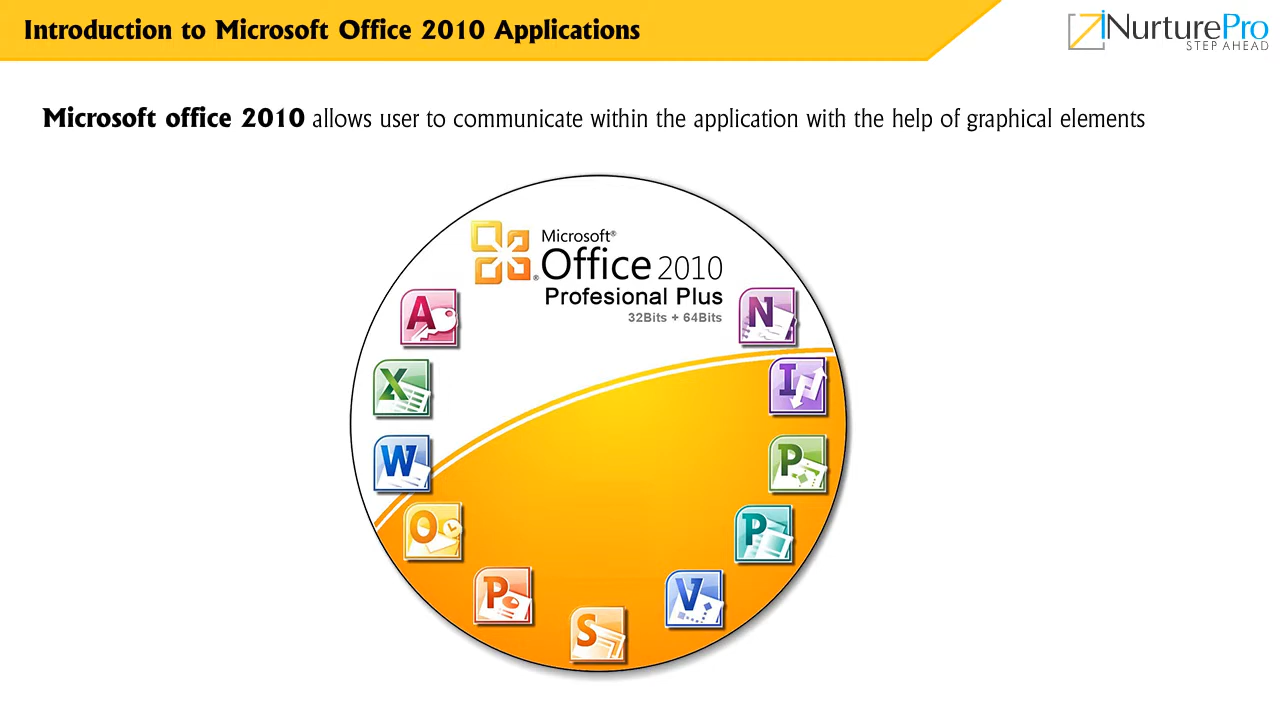 Introduction to Microsoft Office 2010 Applications
iNurturePro
STEP AHEAD
Microsoft office 2010 allows user to communicate within the application with the help of graphical elements
Microsoft®
Office 2010
Profesional Plus
32Bits + 64Bits
A
N
X
I
W
P
O
P
P
V
S